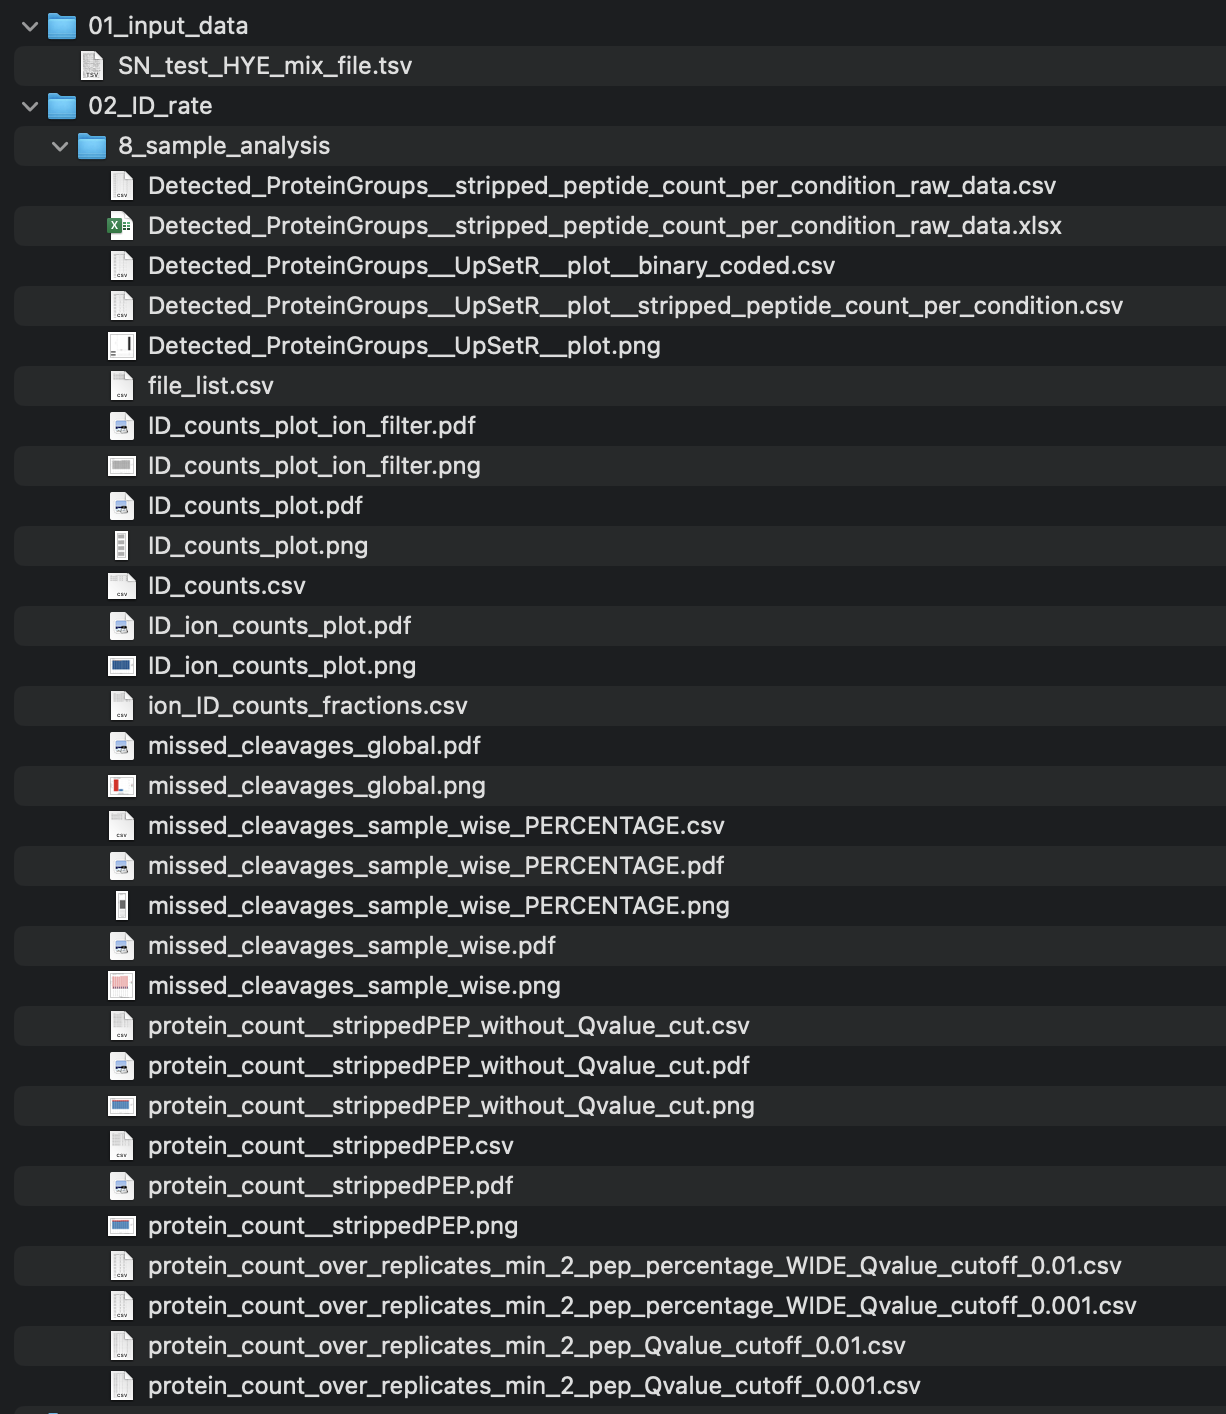 01_input_data
SN_test_HYE_mix_file.tsv
02_ID_rate
8_sample_analysis
Detected_ProteinGroups__stripped_peptide_count_per_condition_raw_data.csv
Detected_ProteinGroups__stripped_peptide_count_per_condition_raw_data.xlsx
Detected_ProteinGroups__UpSetR__plot__binary_coded.csv
Detected_ProteinGroups__UpSetR__plot__stripped_peptide_count_per_condition.csv
Detected_ProteinGroups__UpSetR__plot.png
file_list.csv
ID_counts_plot_ion_filter.pdf
ID_counts_plot_ion_filter.png
ID_counts_plot.pdf
ID_counts_plot.png
ID_counts.csv
ID_ion_counts_plot.pdf
ID_ion_counts_plot.png
ion_ID_counts_fractions.csv
missed_cleavages_global.pdf
missed_cleavages_global.png
missed_cleavages_sample_wise_PERCENTAGE.csv
missed_cleavages_sample_wise_PERCENTAGE.pdf
missed_cleavages_sample_wise_PERCENTAGE.png
missed_cleavages_sample_wise.pdf
missed_cleavages_sample_wise.png
protein_count__strippedPEP_without_Qvalue_cut.csv
protein_count__strippedPEP_without_Qvalue_cut.pdf
protein_count__strippedPEP_without_Qvalue_cut.png
protein_count__strippedPEP.csv
protein_count__strippedPEP.pdf
protein_count__strippedPEP.png
protein_count_over_replicates_min_2_pep_percentage_WIDE_Qvalue_cutoff_0.01.csv
protein_count_over_replicates_min_2_pep_percentage_WIDE_Qvalue_cutoff_0.001.csv
protein_count_over_replicates_min_2_pep_Qvalue_cutoff_0.01.csv
protein_count_over_replicates_min_2_pep_Qvalue_cutoff_0.001.csv